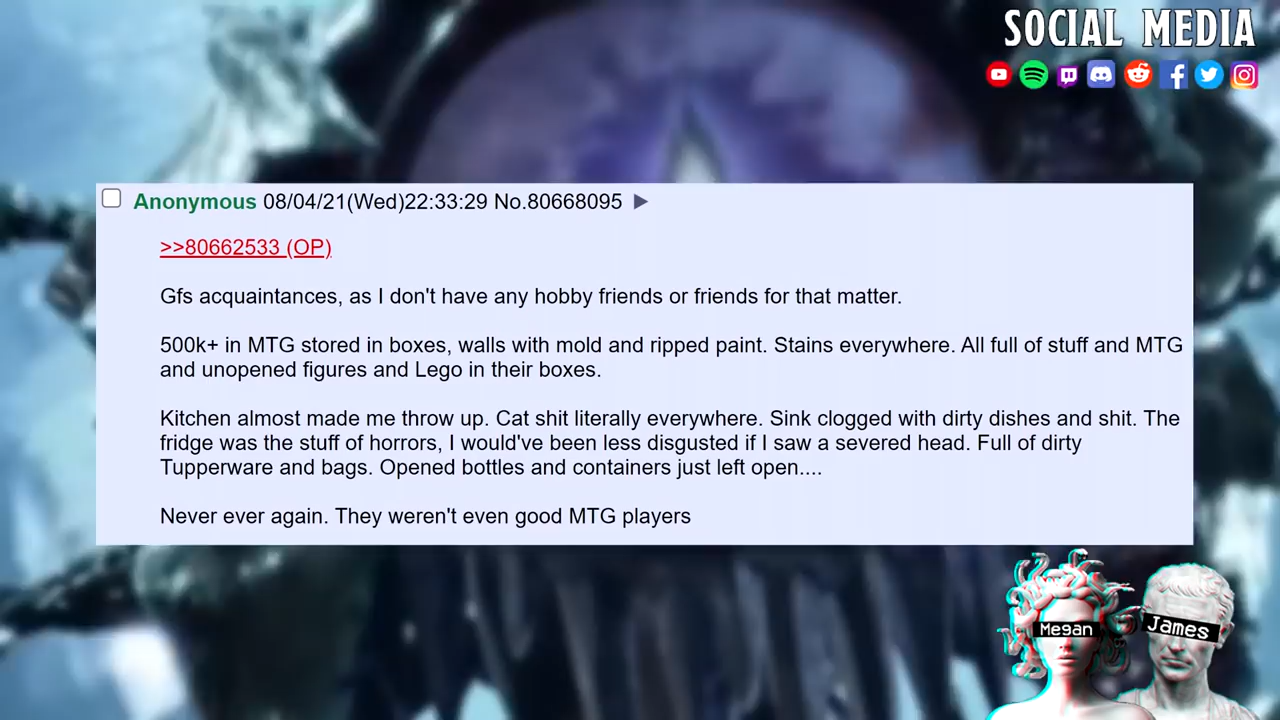 SOCIAL MEDIA
Anonymous 08/04/21(Wed)22:33:29 No.80668095 ▶
>>80662533 (OP)
Gfs acquaintances, as I don't have any hobby friends or friends for that matter.
500k+ in MTG stored in boxes, walls with mold and ripped paint. Stains everywhere. All full of stuff and MTG
and unopened figures and Lego in their boxes.
Kitchen almost made me throw up. Cat shit literally everywhere. Sink clogged with dirty dishes and shit. The
fridge was the stuff of horrors, I would've been less disgusted if I saw a severed head. Full of dirty
Tupperware and bags. Opened bottles and containers just left open....
Never ever again. They weren't even good MTG players
Megan
James